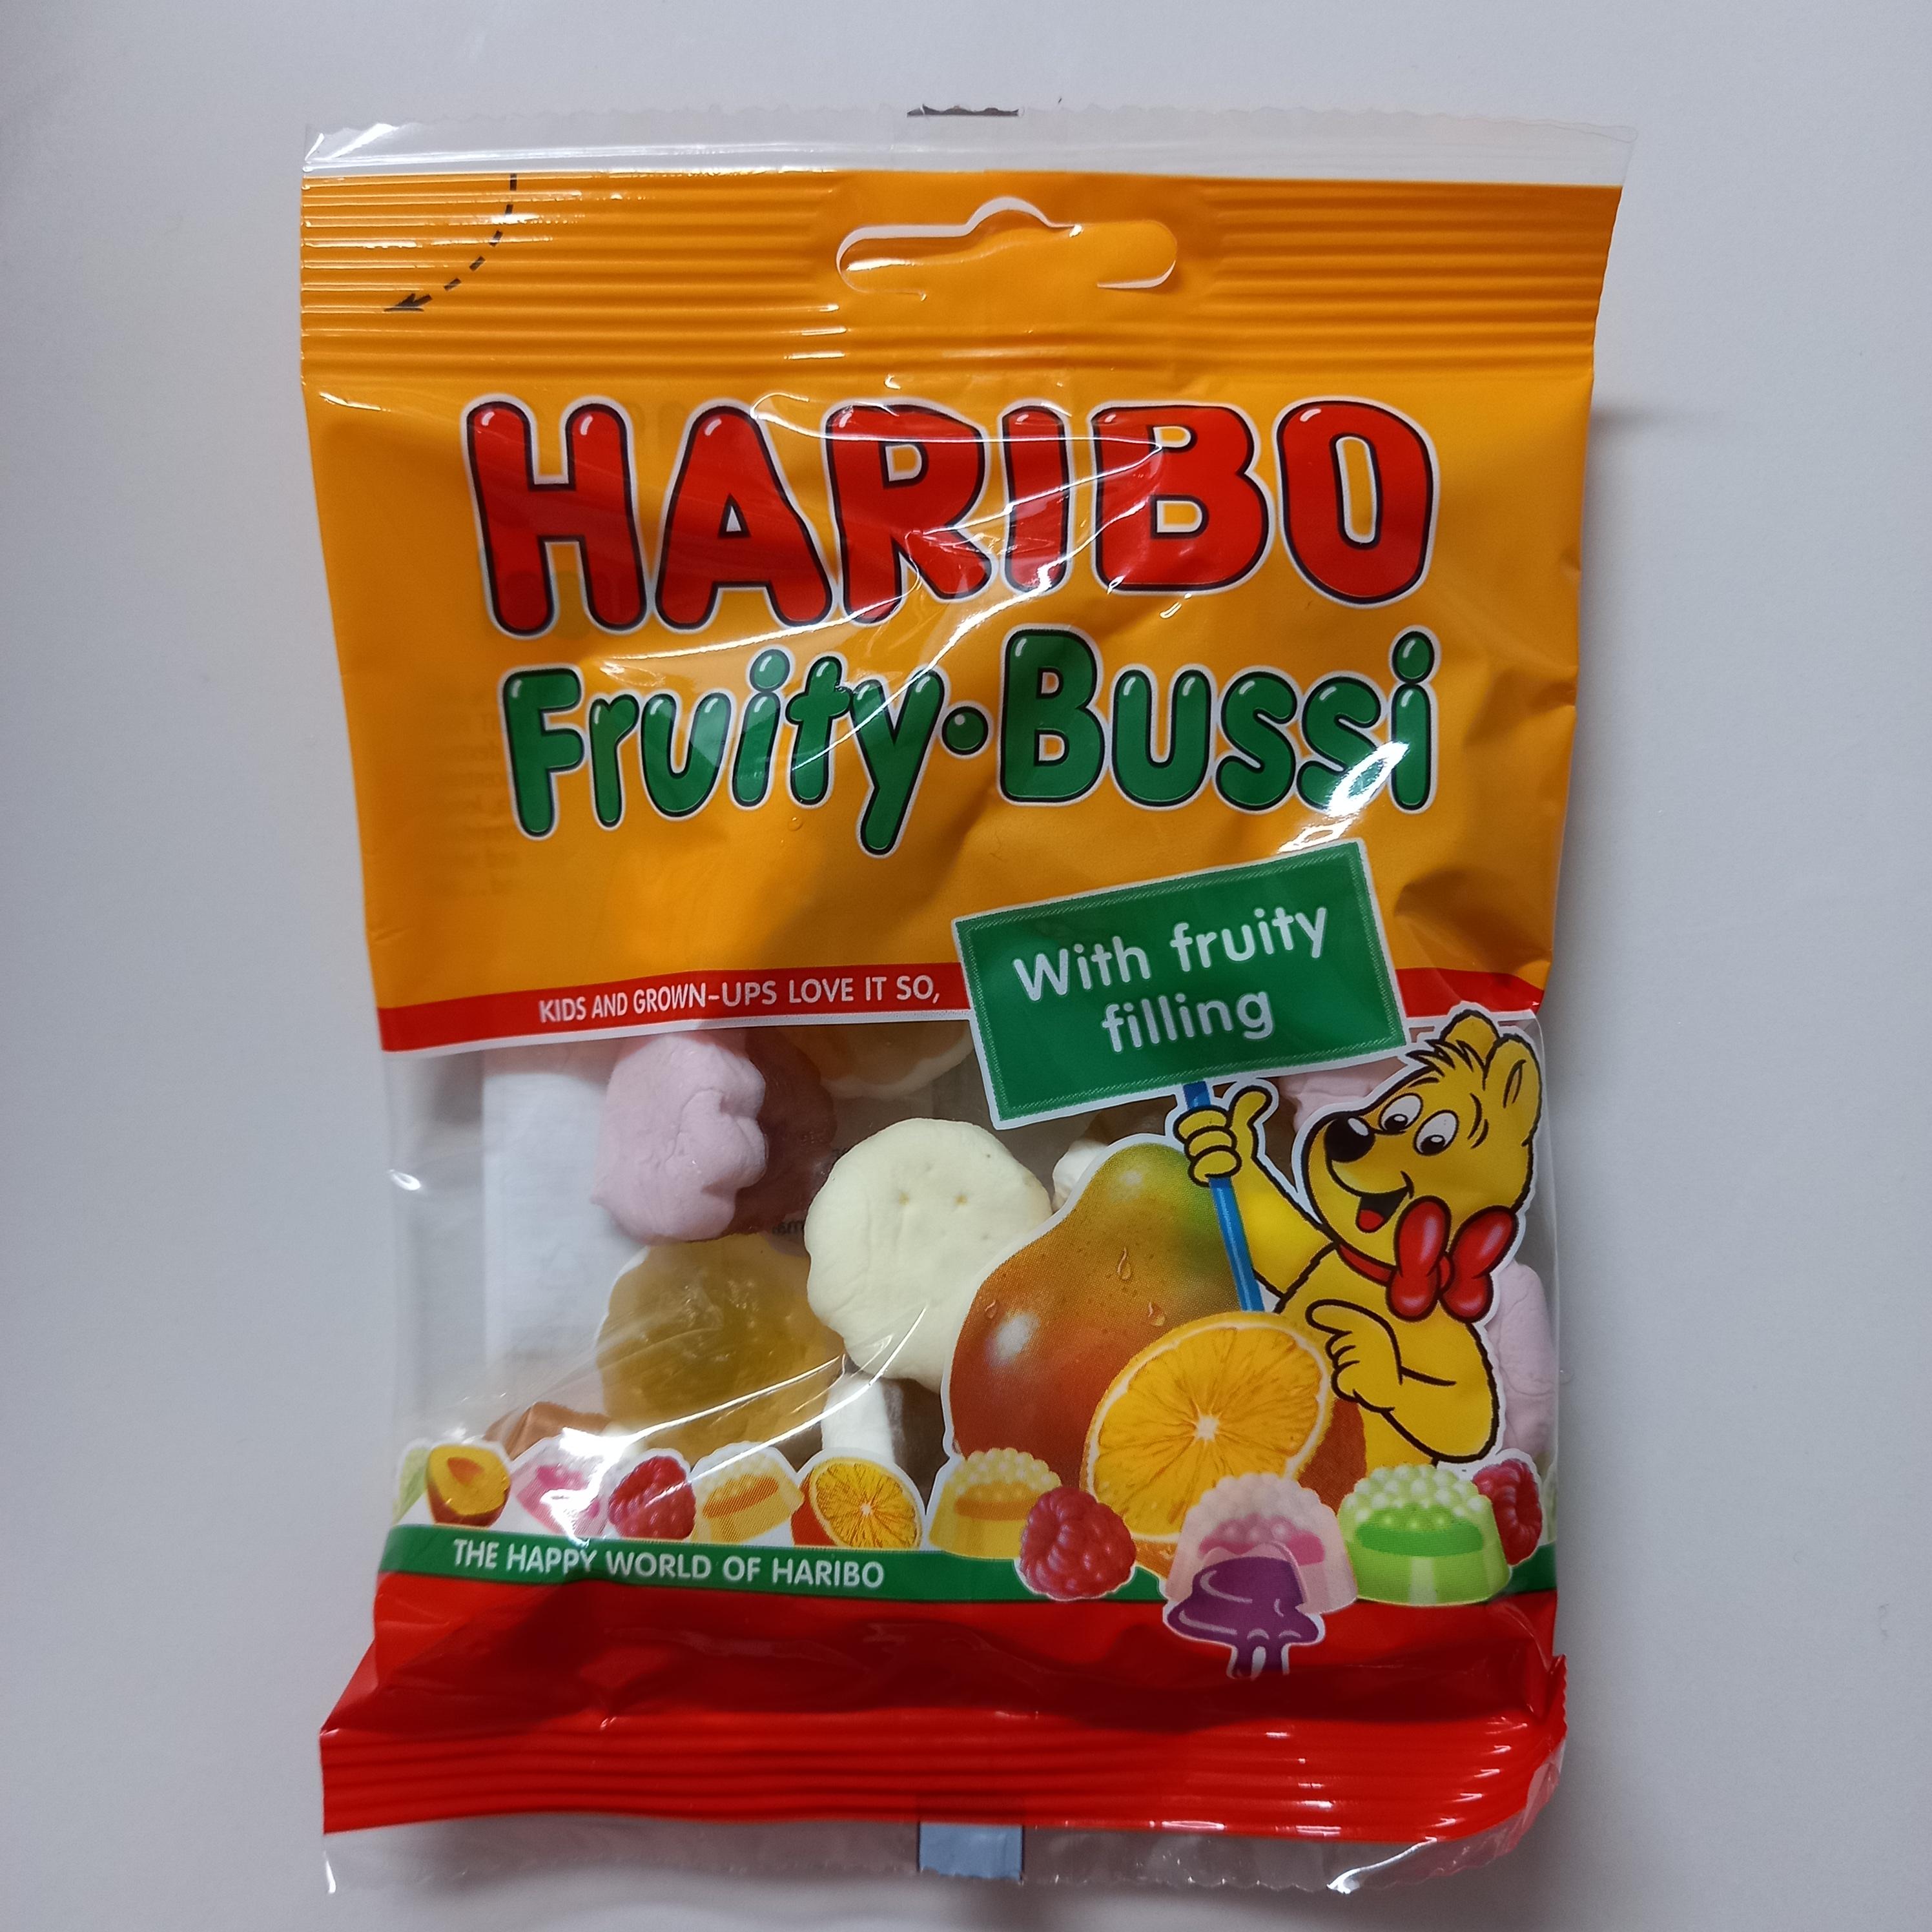 HARIBO
Fruity•Bussi
With fruity
filling
KIDS AND GROWN-UPS LOVE IT SO,
THE HAPPY WORLD OF HARIBO